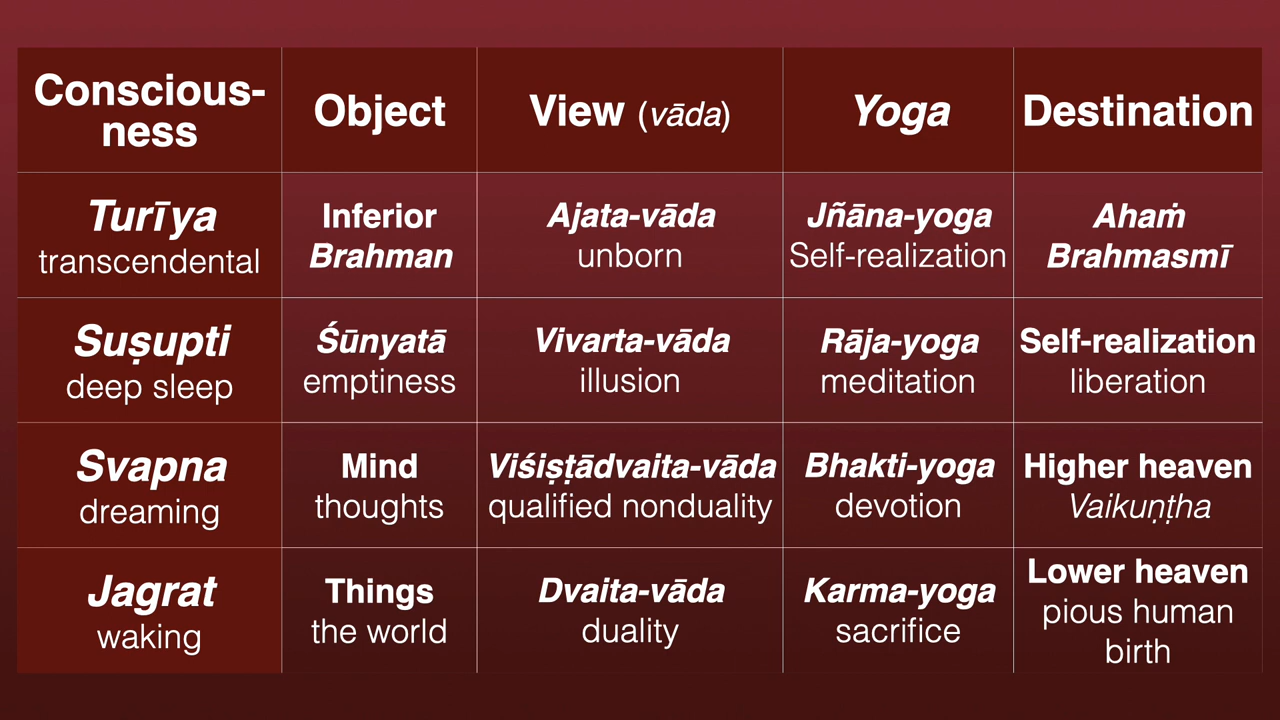 Conscious-
ness
Object
View (vāda)
Yoga
Destination
Turīya
transcendental
Inferior
Brahman
Ajata-vāda
unborn
Jñāna-yoga
Self-realization
Ahaṁ
Brahmasmī
Suṣupti
deep sleep
Śūnyatā
emptiness
Vivarta-vāda
illusion
Rāja-yoga
meditation
Self-realization
liberation
Svapna
dreaming
Mind
thoughts
Viśiṣṭādvaita-vāda
qualified nonduality
Bhakti-yoga
devotion
Higher heaven
Vaikuṇṭha
Jagrat
waking
Things
the world
Dvaita-vāda
duality
Karma-yoga
sacrifice
Lower heaven
pious human
birth